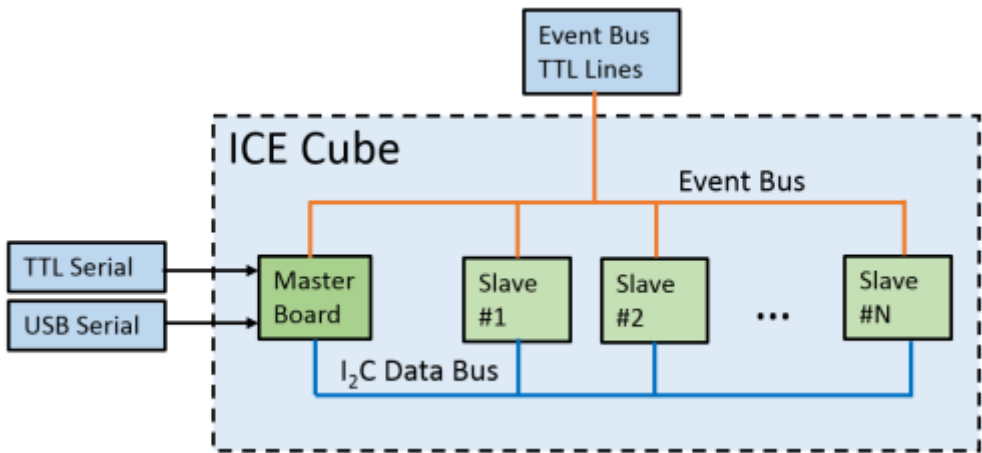 Event Bus
TTL Lines
ICE Cube
Event Bus
TTL Serial
USB Serial
Master
Board
Slave
#1
Slave
#2
...
Slave
#N
I₂C Data Bus